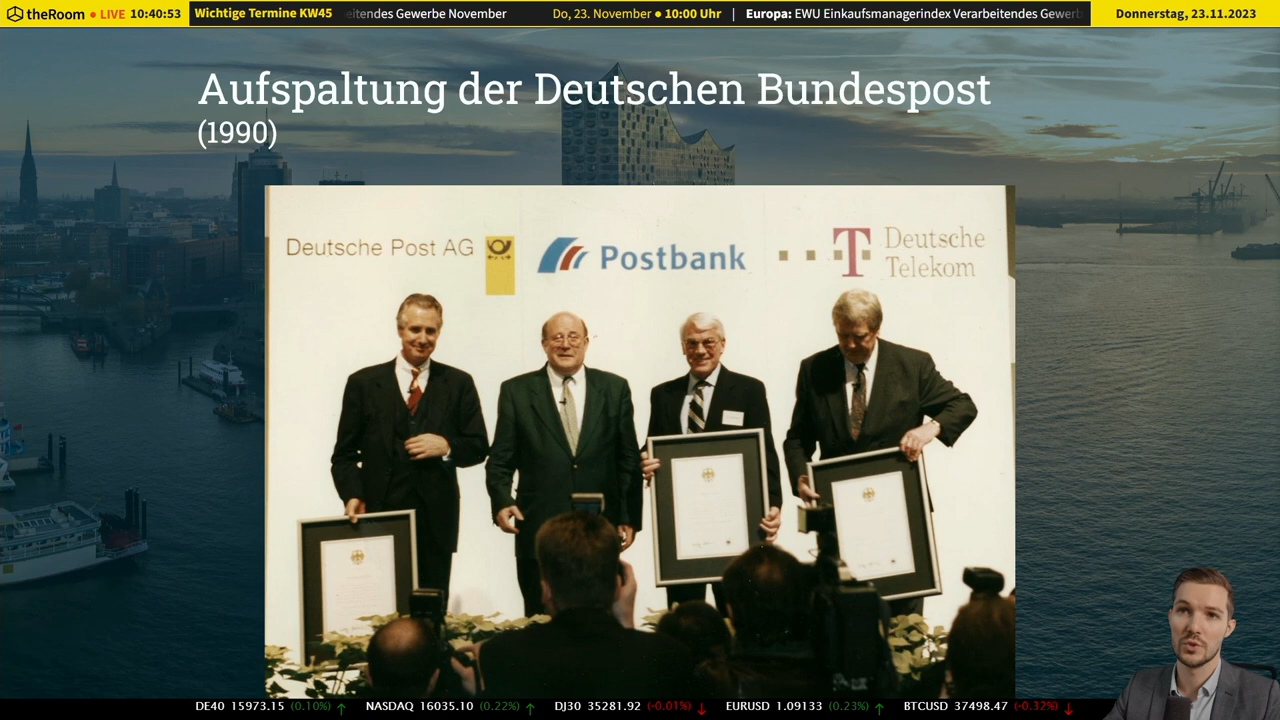 theRoom ● LIVE 10:40:53
Wichtige Termine KW45
eitendes Gewerbe November Do, 23. November ● 10:00 Uhr | Europa: EWU Einkaufsmanagerindex Verarbeitendes Gewerb
Donnerstag, 23.11.2023
Aufspaltung der Deutschen Bundespost
(1990)
Deutsche Post AG
Postbank
T Deutsche
Telekom
DE40 15973.15 (0.10%) ↑ NASDAQ 16035.10 (0.22%) ↑ DJ30 35281.92 (-0.01%) ↓ EURUSD 1.09133 (0.23%) ↑ BTCUSD 37498.47 (-0.32%) ↓